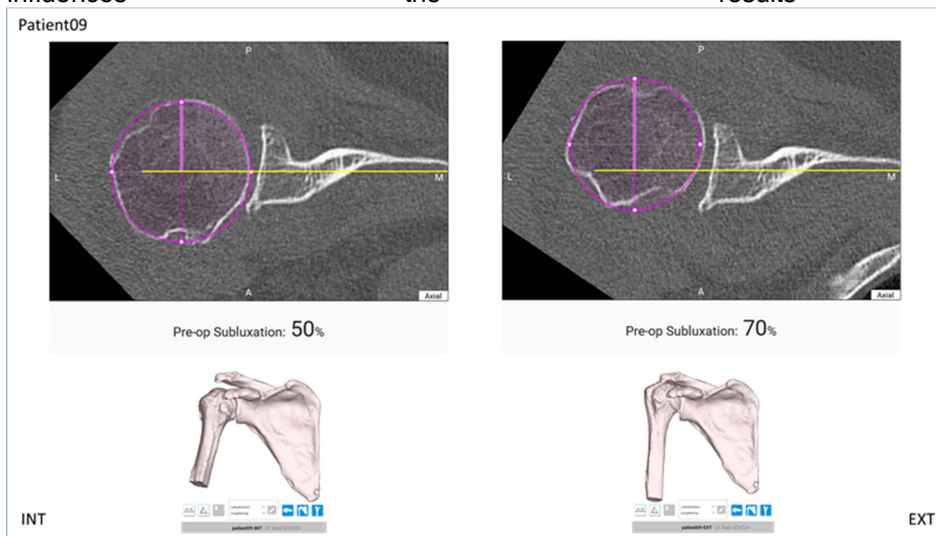 influences the results
Patient09
P
P
L
M
L
M
A
A
Axial
Axial
Pre-op Subluxation: 50%
Pre-op Subluxation: 70%
INT
EXT